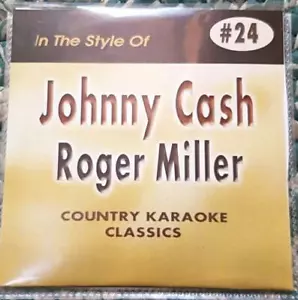 In The Style Of
#24
Johnny Cash
Roger Miller
COUNTRY KARAOKE
CLASSICS